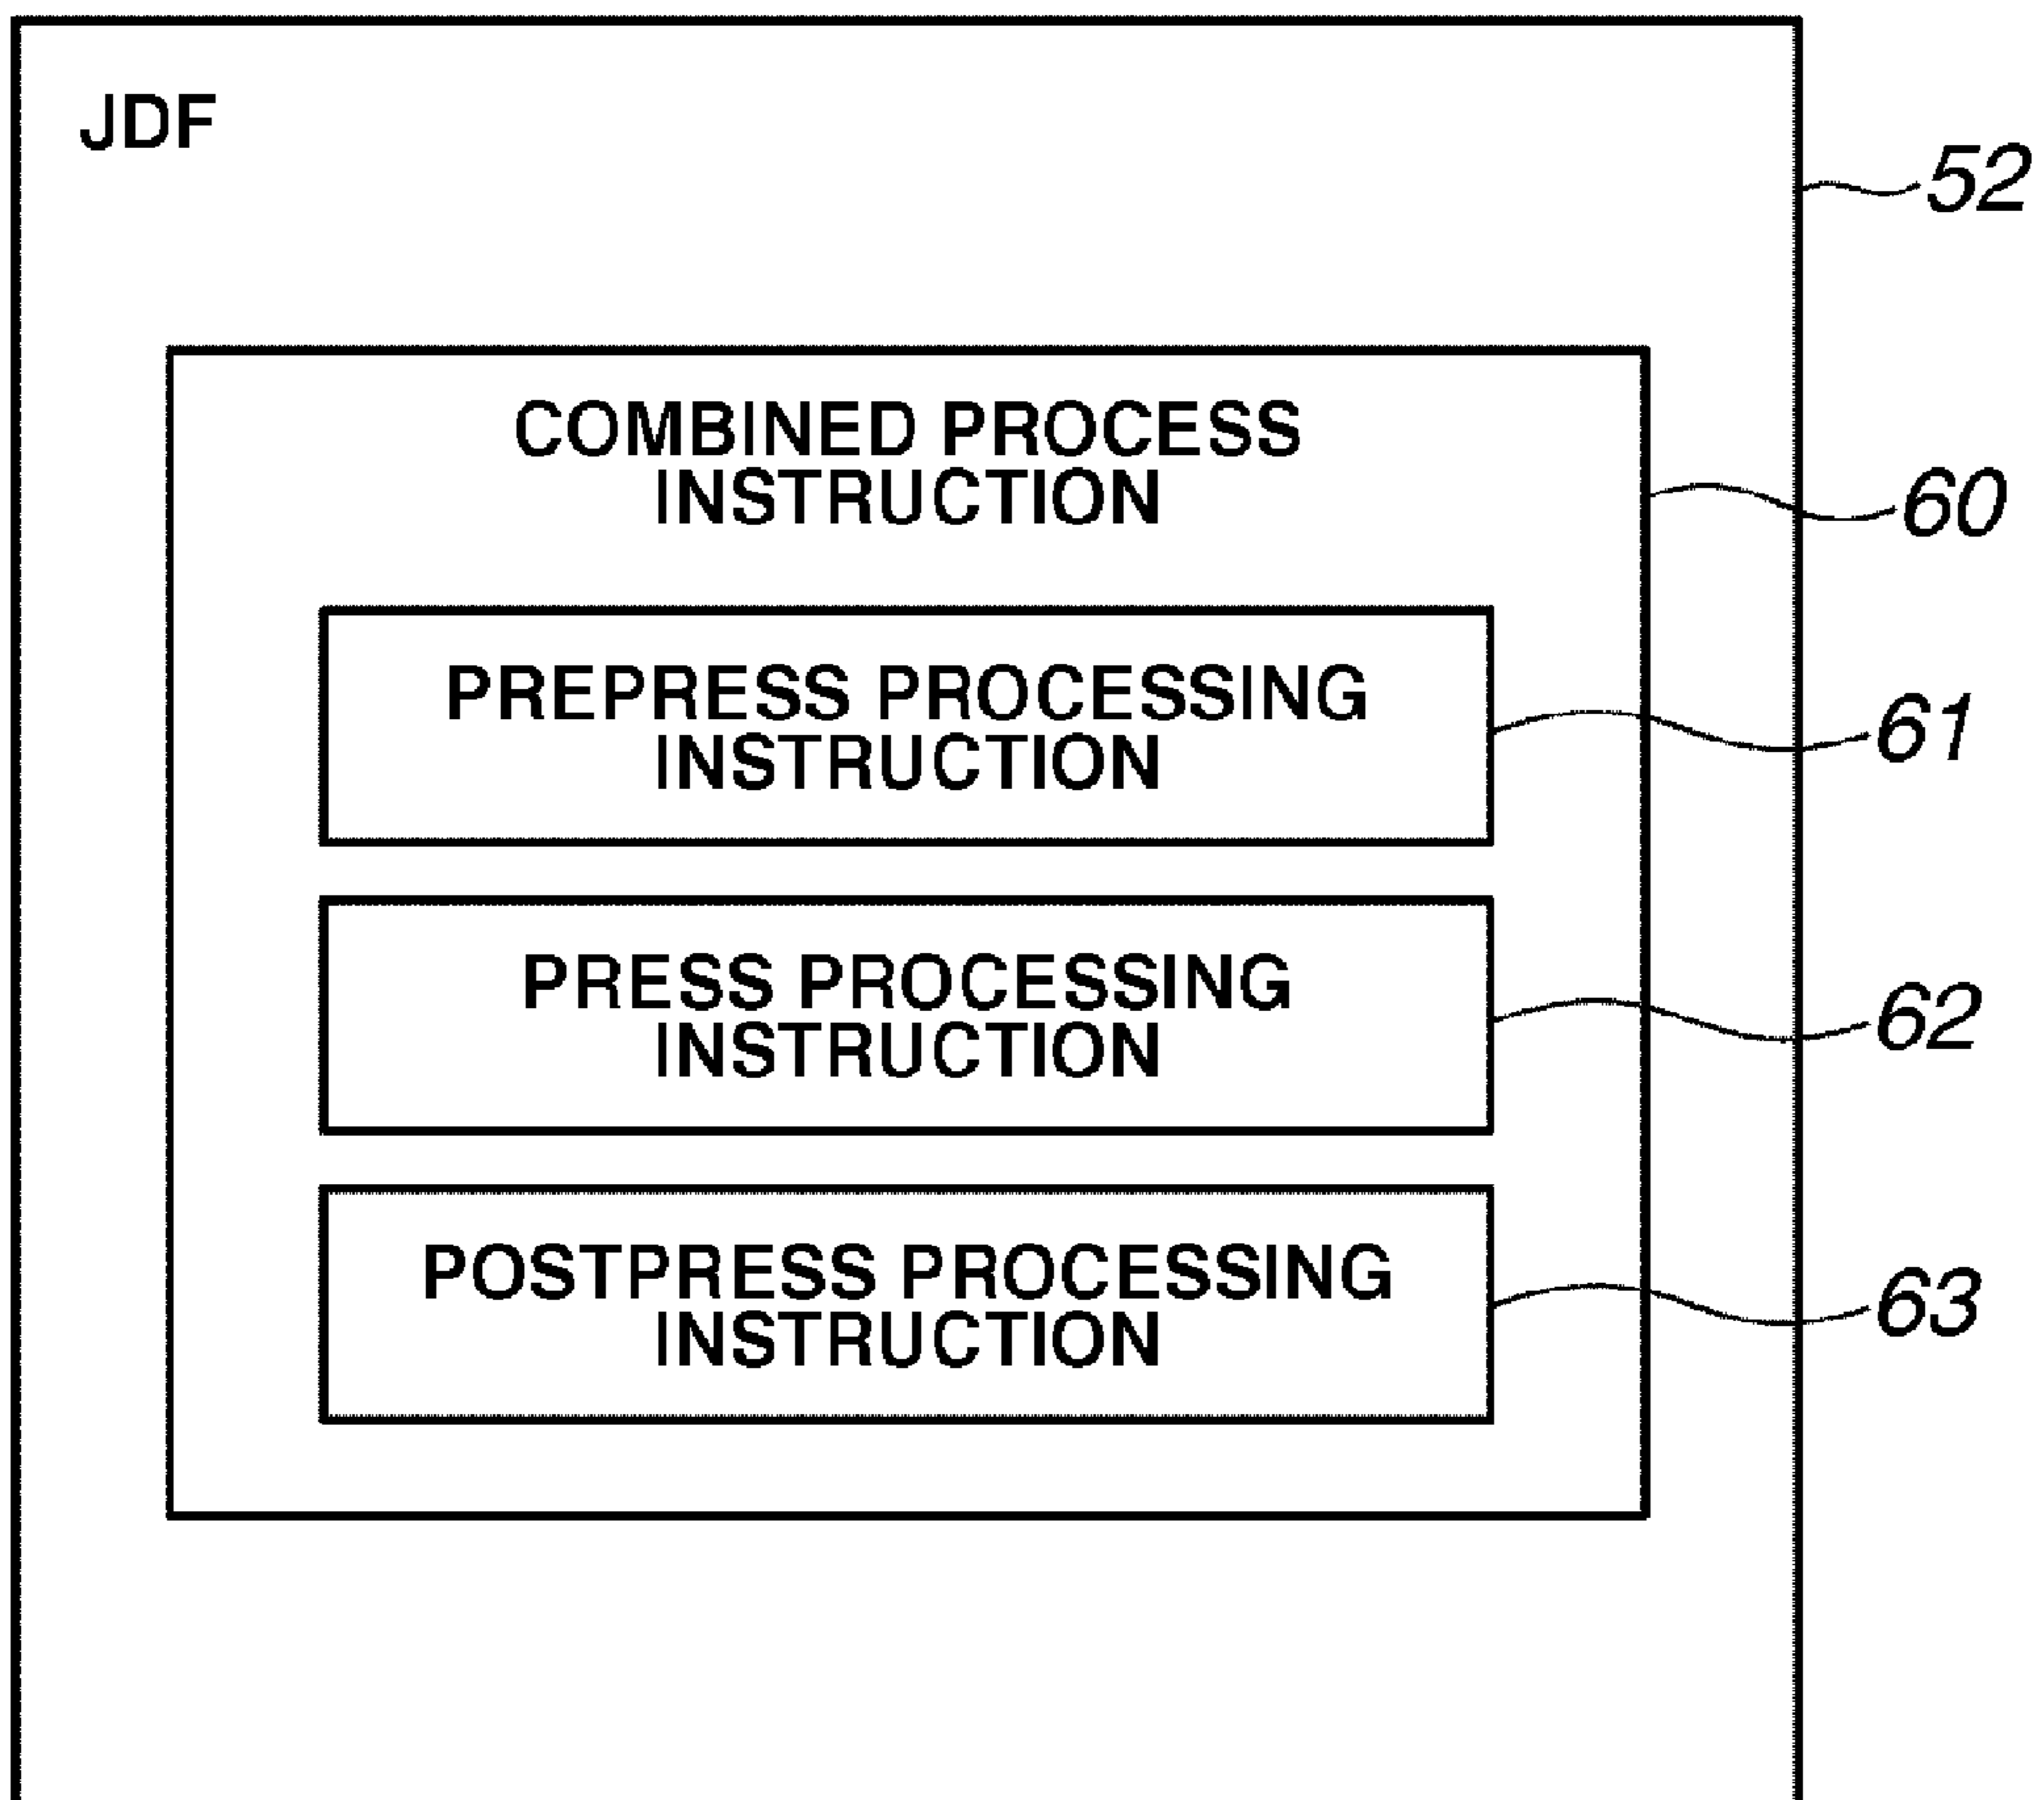 JDF
52
COMBINED PROCESS
INSTRUCTION
60
PREPRESS PROCESSING
INSTRUCTION
61
PRESS PROCESSING
INSTRUCTION
62
POSTPRESS PROCESSING
INSTRUCTION
63